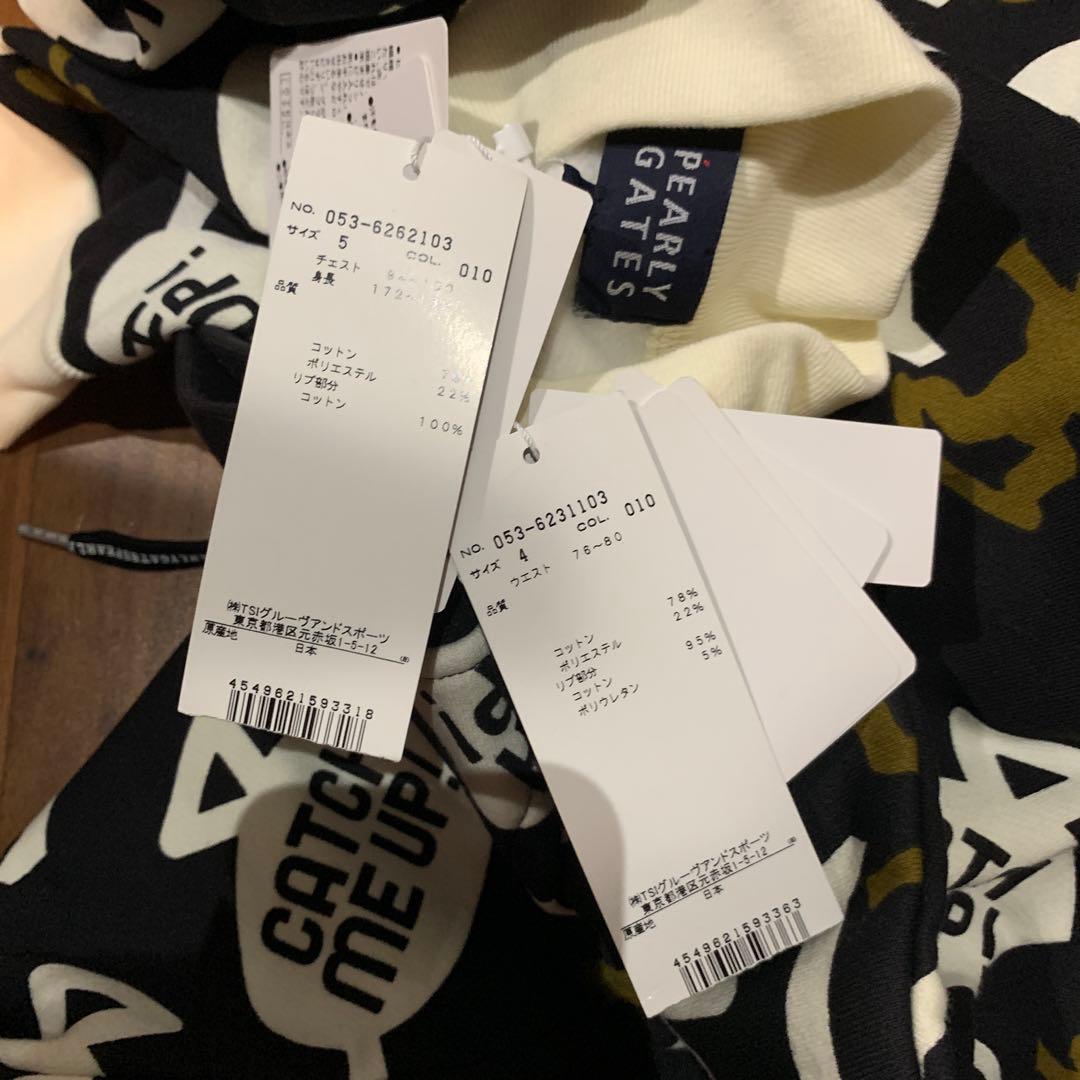 PEARLY
GATES
NO. 053-6262103
サイズ 5 COL. 010
チェスト
身長 172~
品質
コットン
ポリエステル 22%
リブ部分
コットン 100%
㈱TSIグルーヴアンドスポーツ
東京都港区元赤坂1-5-12
原産地 日本
4549621593318
NO. 053-6231103
サイズ 4 COL. 010
ウエスト 76~80
品質
コットン 78%
ポリエステル 22%
リブ部分
コットン 95%
ポリウレタン 5%
㈱TSIグルーヴアンドスポーツ
東京都港区元赤坂1-5-12
原産地 日本
4549621593363
CATCH
ME UP!